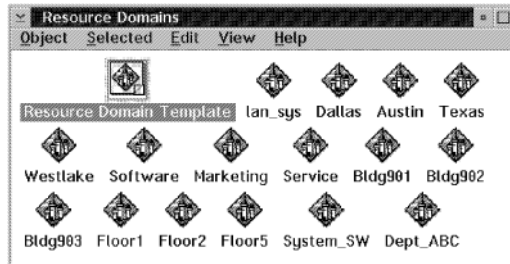 Resource Domains
Object Selected Edit View Help
Resource Domain Template lan_sys Dallas Austin Texas
Westlake Software Marketing Service Bldg901 Bldg902
Bldg903 Floor1 Floor2 Floor5 System_SW Dept_ABC